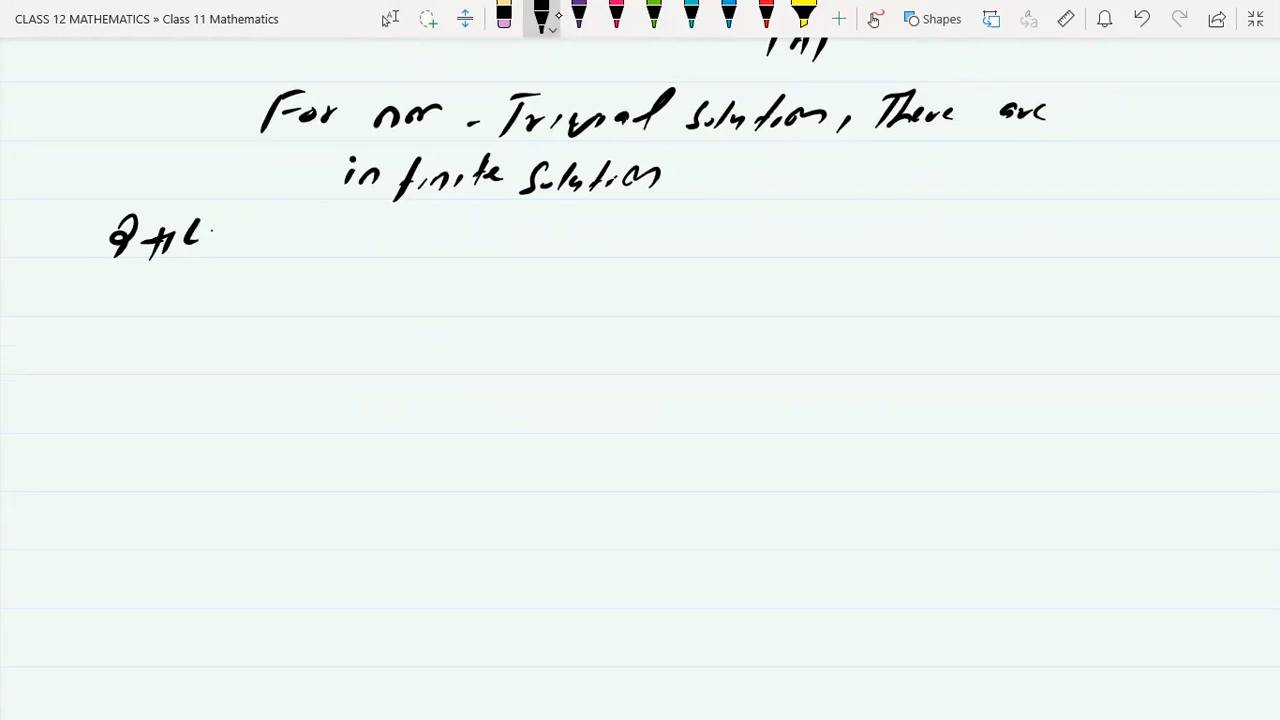 CLASS 12 MATHEMATICS » Class 11 Mathematics
Shapes
|A|
For non - Trivial solution, There are
infinite solution